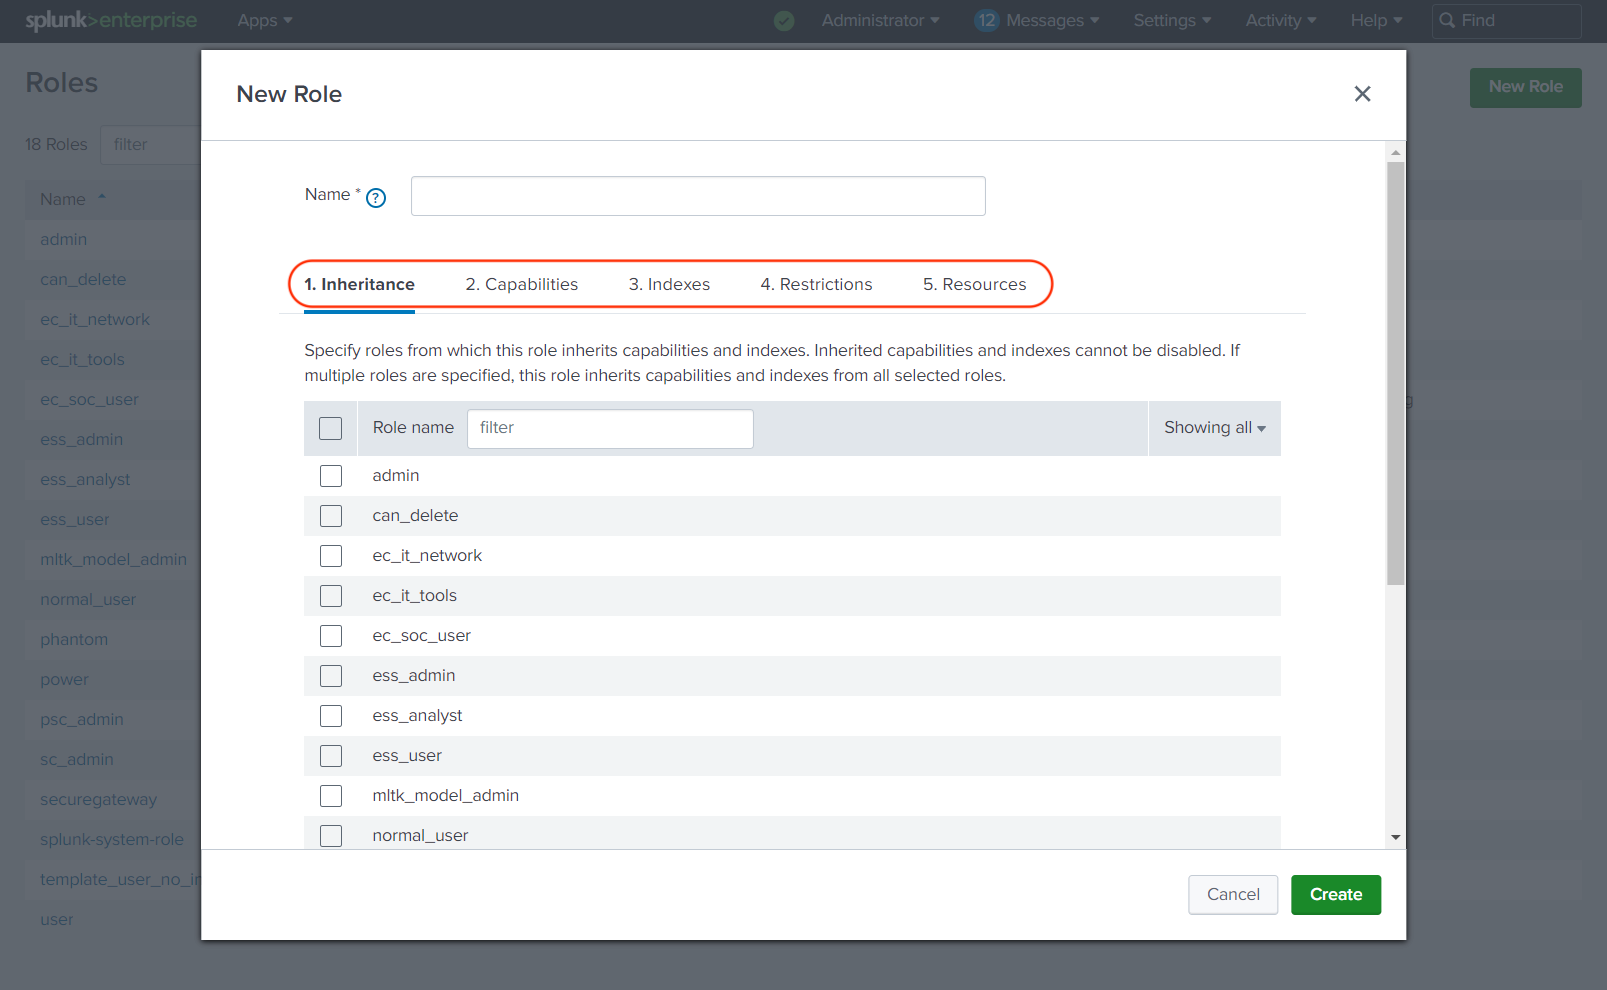 splunk>enterprise Apps Administrator 12 Messages Settings Activity Help Find
Roles
New Role
18 Roles filter
Name
admin
can_delete
ec_it_network
ec_it_tools
ec_soc_user
ess_admin
ess_analyst
ess_user
mltk_model_admin
normal_user
phantom
power
psc_admin
sc_admin
securegateway
splunk-system-role
template_user_no_in
user
New Role
Name * ?
1. Inheritance 2. Capabilities 3. Indexes 4. Restrictions 5. Resources
Specify roles from which this role inherits capabilities and indexes. Inherited capabilities and indexes cannot be disabled. If
multiple roles are specified, this role inherits capabilities and indexes from all selected roles.
Role name filter Showing all
admin
can_delete
ec_it_network
ec_it_tools
ec_soc_user
ess_admin
ess_analyst
ess_user
mltk_model_admin
normal_user
Cancel Create